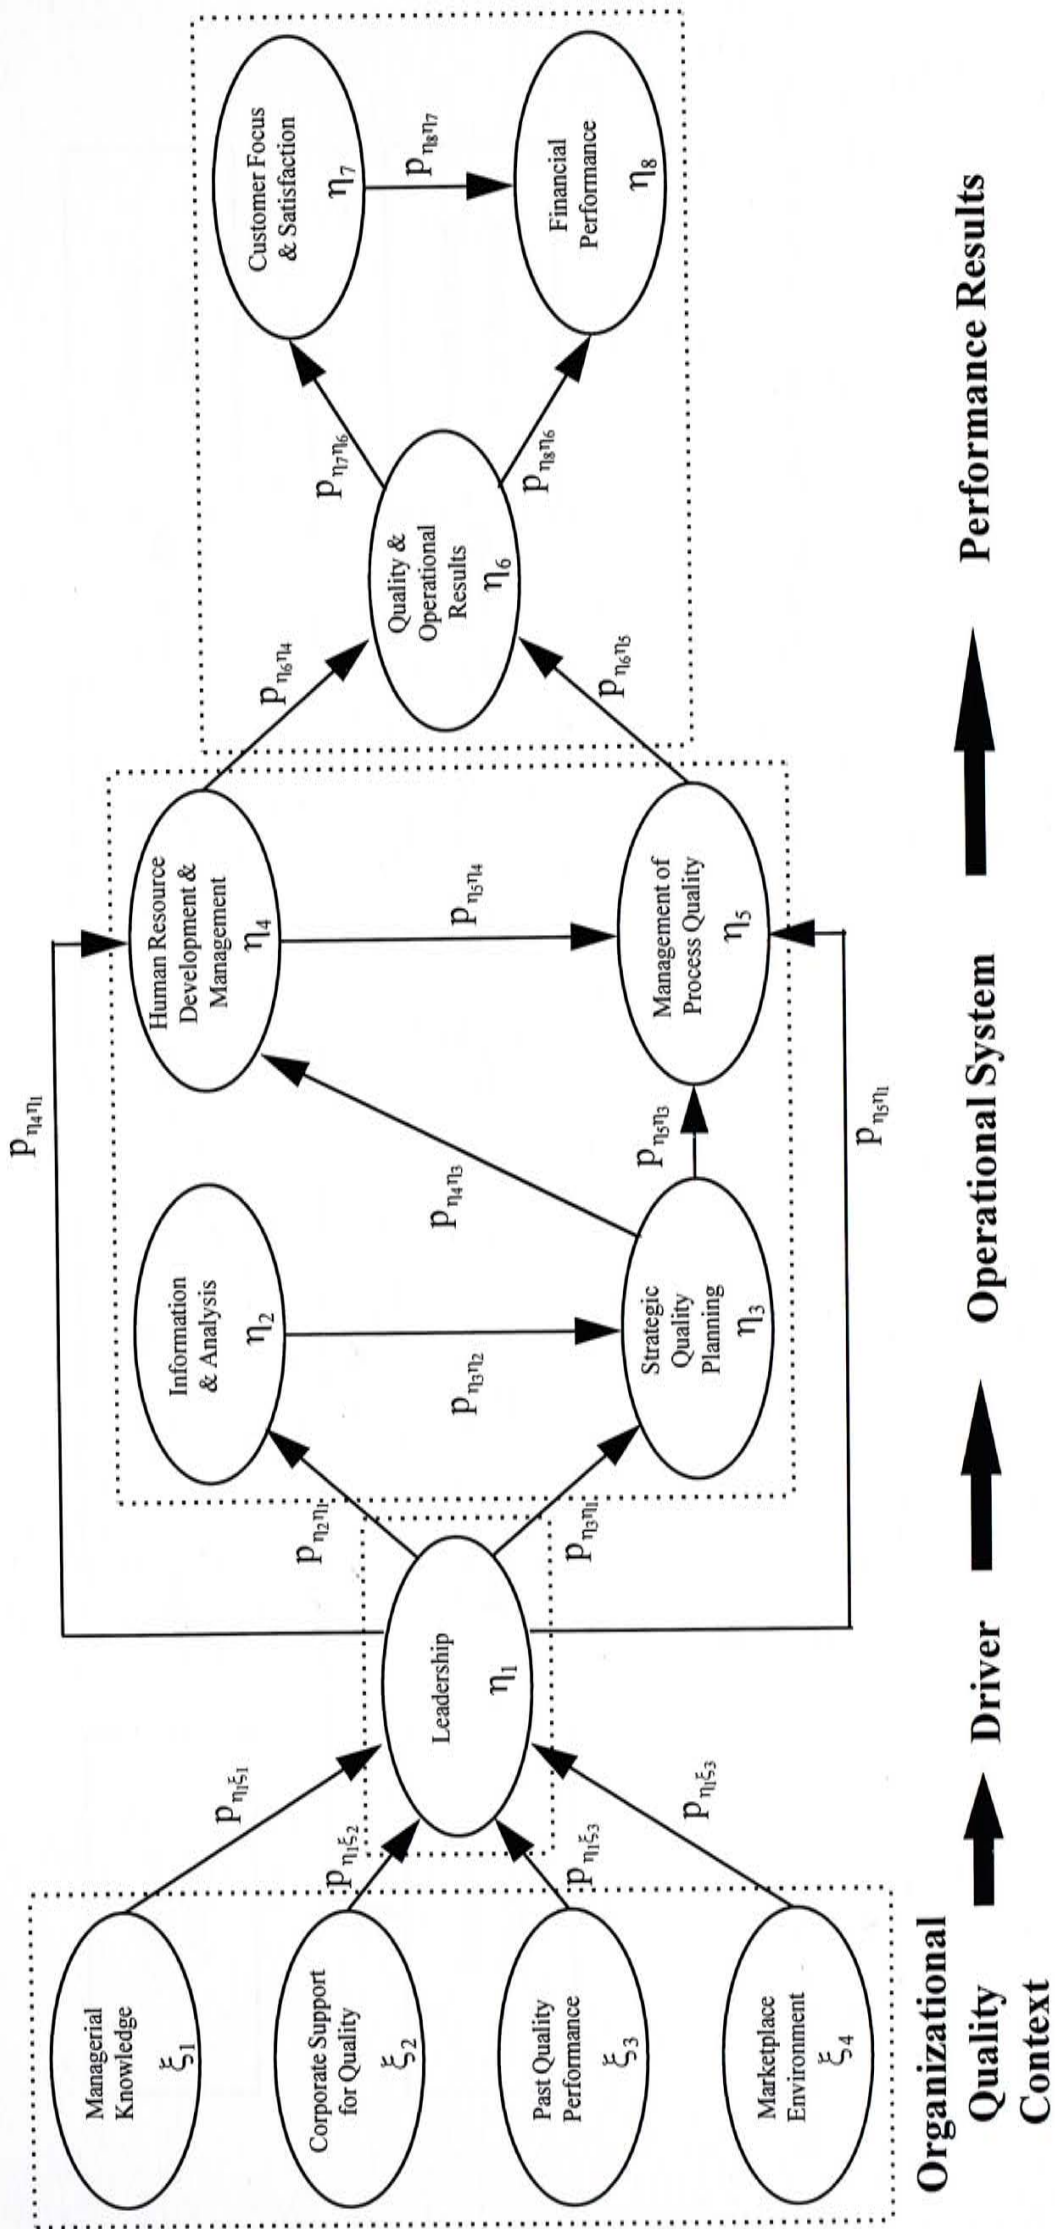 Managerial
Knowledge
ξ1
Corporate Support
for Quality
ξ2
Past Quality
Performance
ξ3
Marketplace
Environment
ξ4
pη1ξ1
pη1ξ2
pη1ξ3
pη1ξ3
Leadership
η1
pη4η1
pη2η1
pη3η1
pη5η1
Information
& Analysis
η2
pη3η2
Strategic
Quality
Planning
η3
pη4η3
pη5η3
Human Resource
Development &
Management
η4
pη5η4
Management of
Process Quality
η5
pη6η4
pη6η5
Quality &
Operational
Results
η6
pη7η6
pη8η6
Customer Focus
& Satisfaction
η7
pη8η7
Financial
Performance
η8
Organizational
Quality
Context
Driver
Operational System
Performance Results